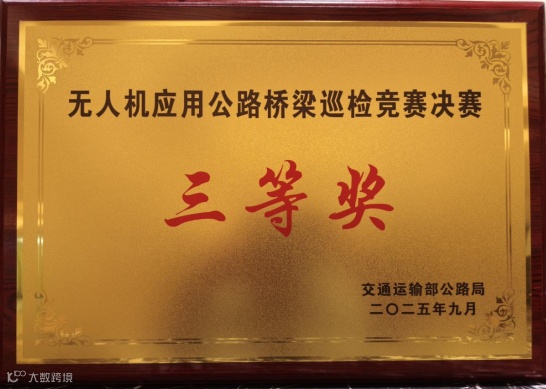 无人机应用公路桥梁巡检竞赛决赛
三等奖
交通运输部公路局
二〇二五年九月
大数跨境